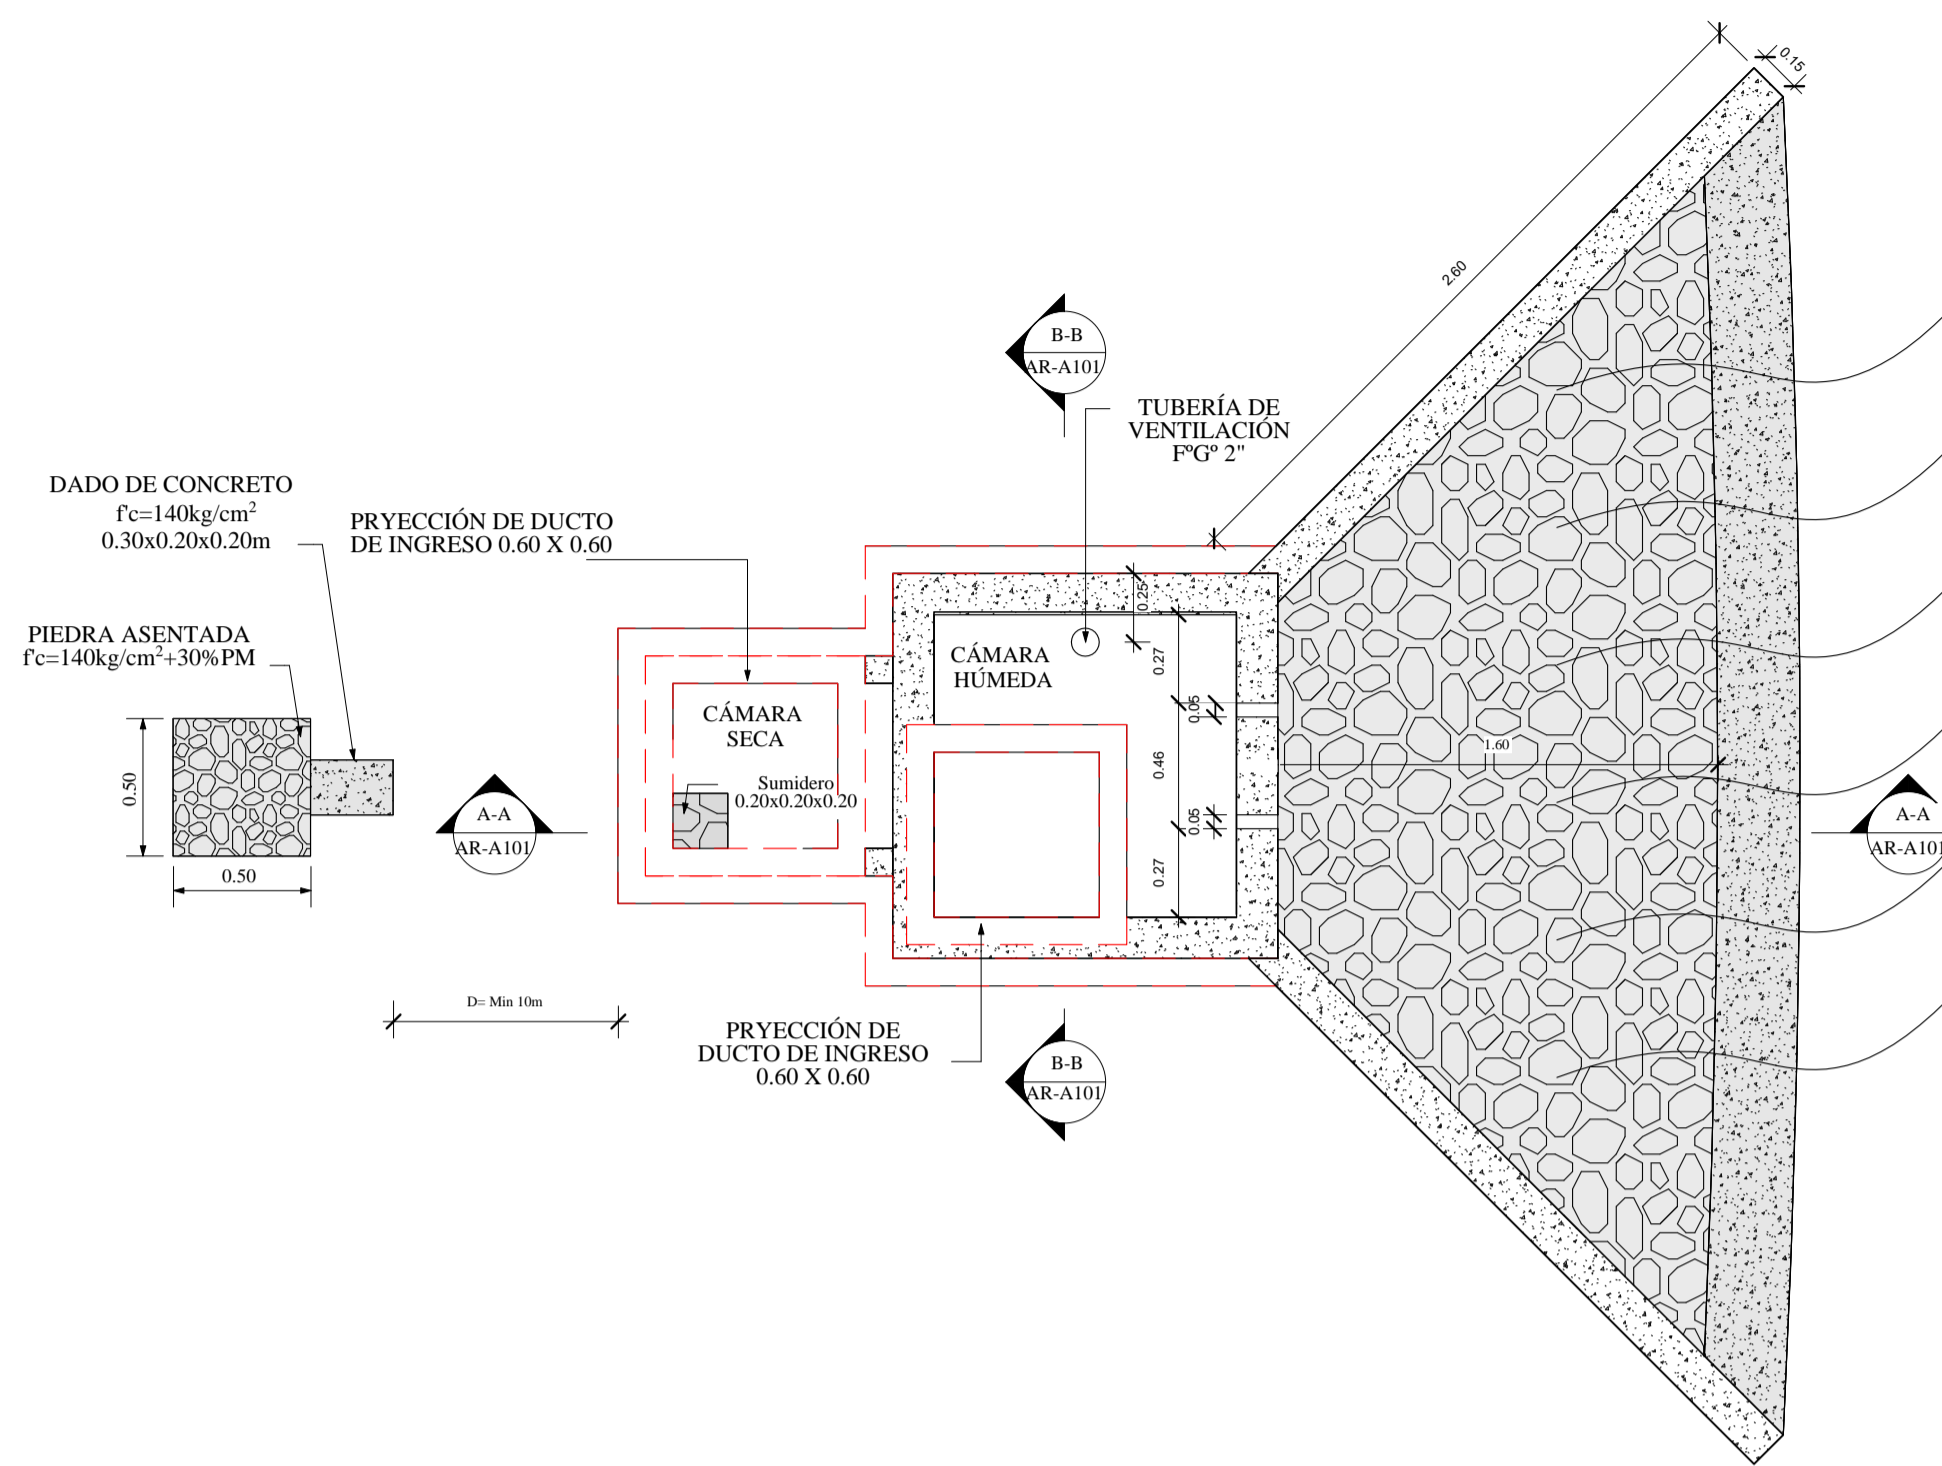 0.15
2.60
B-B
AR-A101
TUBERÍA DE
VENTILACIÓN
FºGº 2"
DADO DE CONCRETO
f'c=140kg/cm²
0.30x0.20x0.20m
PRYECCIÓN DE DUCTO
DE INGRESO 0.60 X 0.60
PIEDRA ASENTADA
f'c=140kg/cm²+30%PM
0.25
CÁMARA
HÚMEDA
0.27
CÁMARA
SECA
0.05
1.60
0.46
Sumidero
0.20x0.20x0.20
0.50
A-A
AR-A101
0.05
A-A
AR-A101
0.27
0.50
D= Min 10m
PRYECCIÓN DE
DUCTO DE INGRESO
0.60 X 0.60
B-B
AR-A101